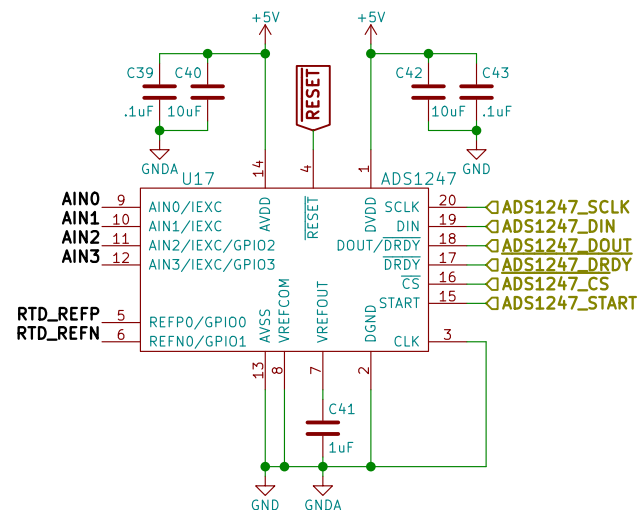 +5V +5V
C39 C40 RESET C42 C43
.1uF 10uF 10uF .1uF
GNDA GND
14 4 1
U17 ADS1247
AIN0 9 AIN0/IEXC AVDD RESET DVDD SCLK 20 ADS1247_SCLK
AIN1 10 AIN1/IEXC DIN 19 ADS1247_DIN
AIN2 11 AIN2/IEXC/GPIO2 DOUT/DRDY 18 ADS1247_DOUT
AIN3 12 AIN3/IEXC/GPIO3 DRDY 17 ADS1247_DRDY
CS 16 ADS1247_CS
START 15 ADS1247_START
RTD_REFP 5 REFP0/GPIO0 AVSS VREFCOM VREFOUT DGND
RTD_REFN 6 REFN0/GPIO1 CLK 3
13 8 7 2
C41
1uF
GND GNDA